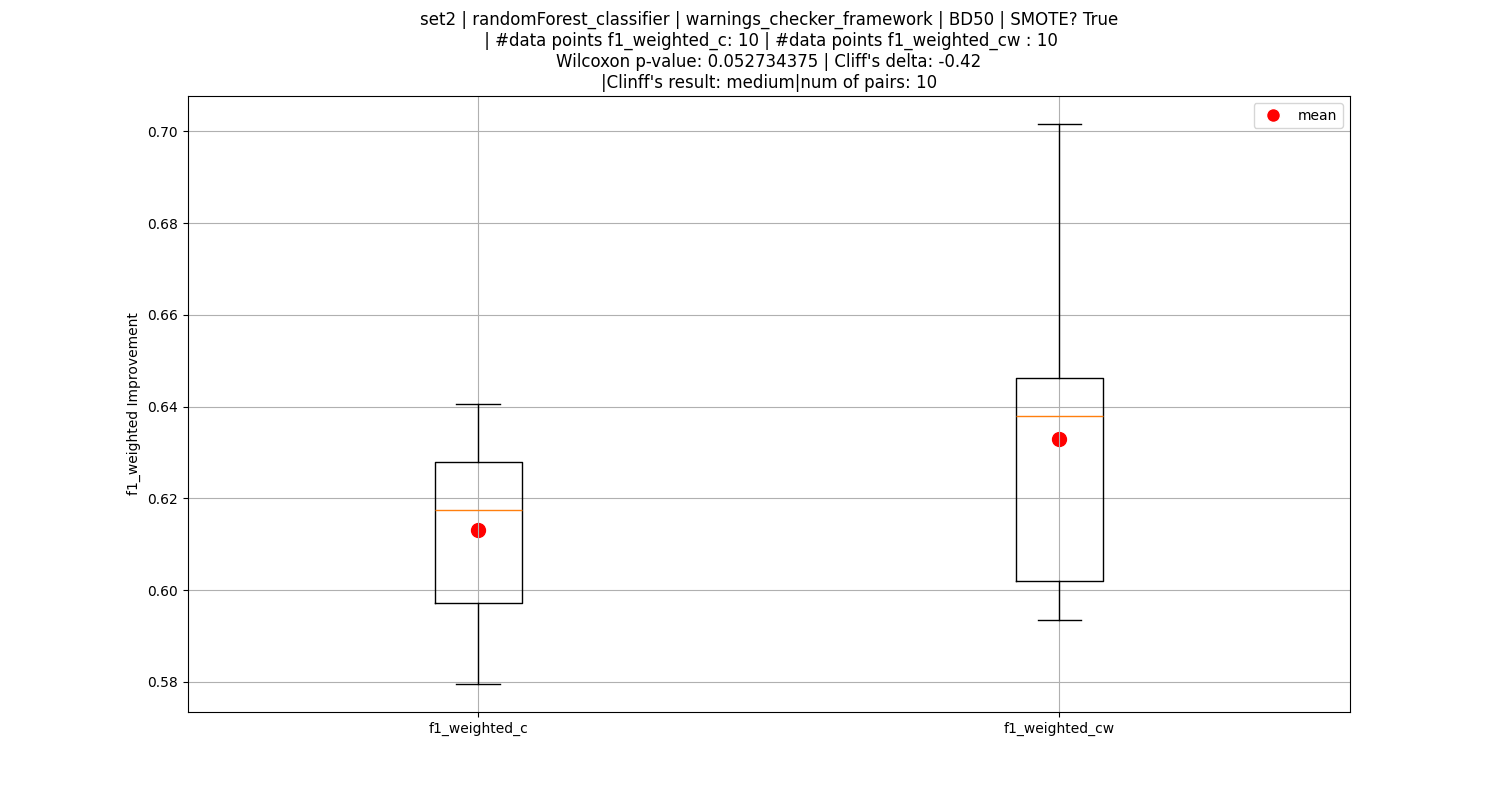 set2 | randomForest_classifier | warnings_checker_framework | BD50 | SMOTE? True
| #data points f1_weighted_c: 10 | #data points f1_weighted_cw : 10
Wilcoxon p-value: 0.052734375 | Cliff's delta: -0.42
|Clinff's result: medium|num of pairs: 10
mean
0.70
0.68
0.66
0.64
0.62
0.60
0.58
f1_weighted Improvement
f1_weighted_c
f1_weighted_cw